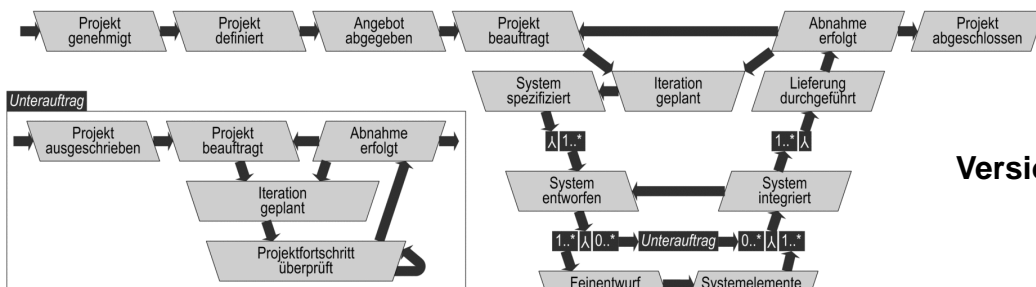 Projekt
genehmigt
Projekt
definiert
Angebot
abgegeben
Projekt
beauftragt
Abnahme
erfolgt
Projekt
abgeschlossen
System
spezifiziert
Iteration
geplant
Lieferung
durchgeführt
Unterauftrag
Projekt
ausgeschrieben
Projekt
beauftragt
Abnahme
erfolgt
Iteration
geplant
Projektfortschritt
überprüft
1..*
1..*
System
entworfen
System
integriert
1..* 0..* Unterauftrag 0..* 1..*
Feinentwurf
Systemelemente